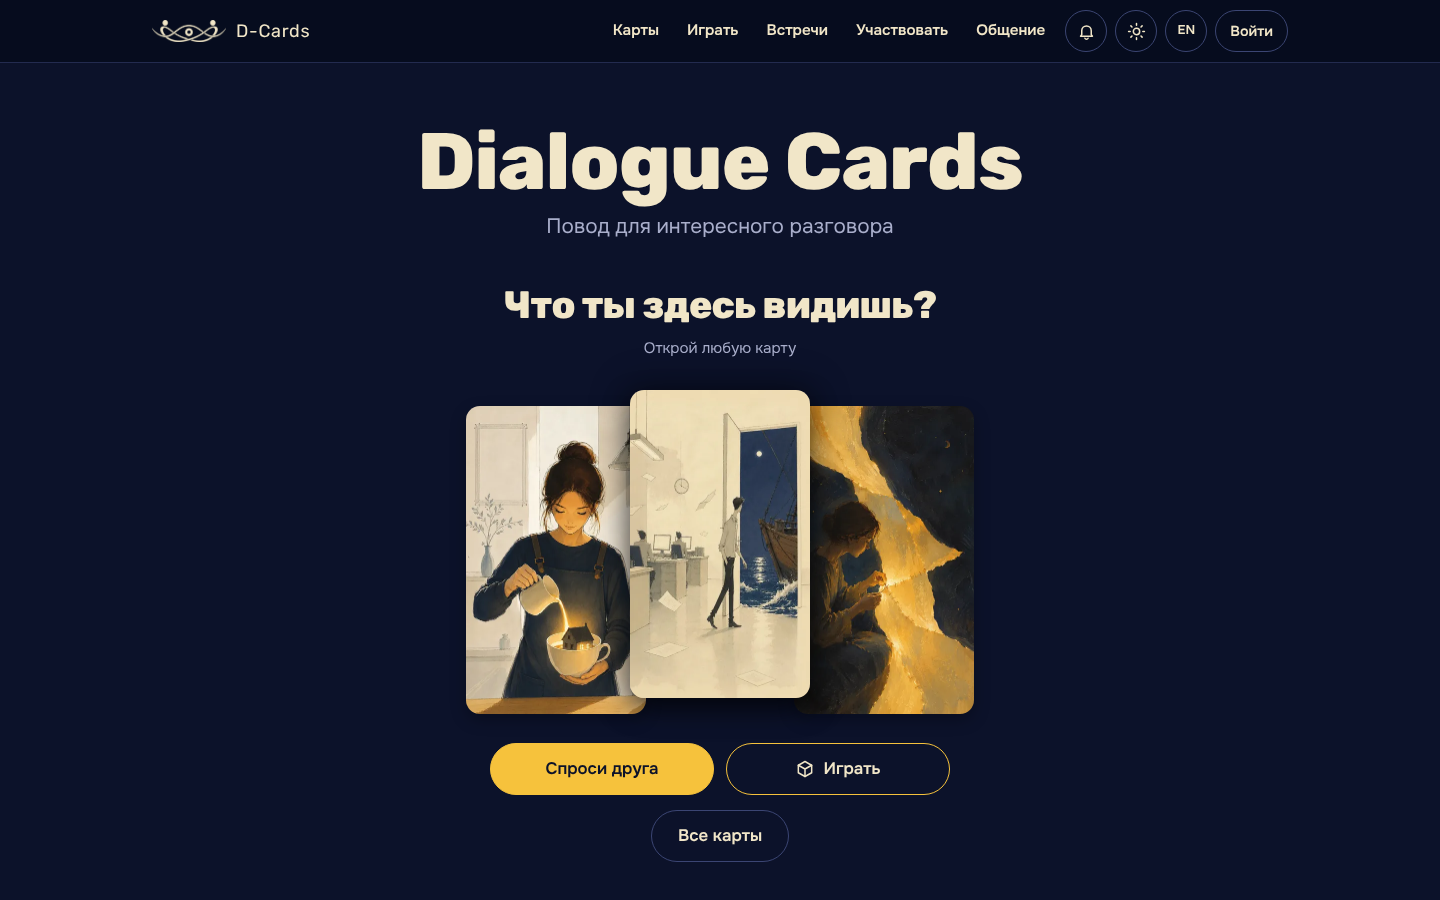 D-Cards
Карты
Играть
Встречи
Участвовать
Общение
EN
Войти
Dialogue Cards
Повод для интересного разговора
Что ты здесь видишь?
Открой любую карту
Спроси друга
Играть
Все карты